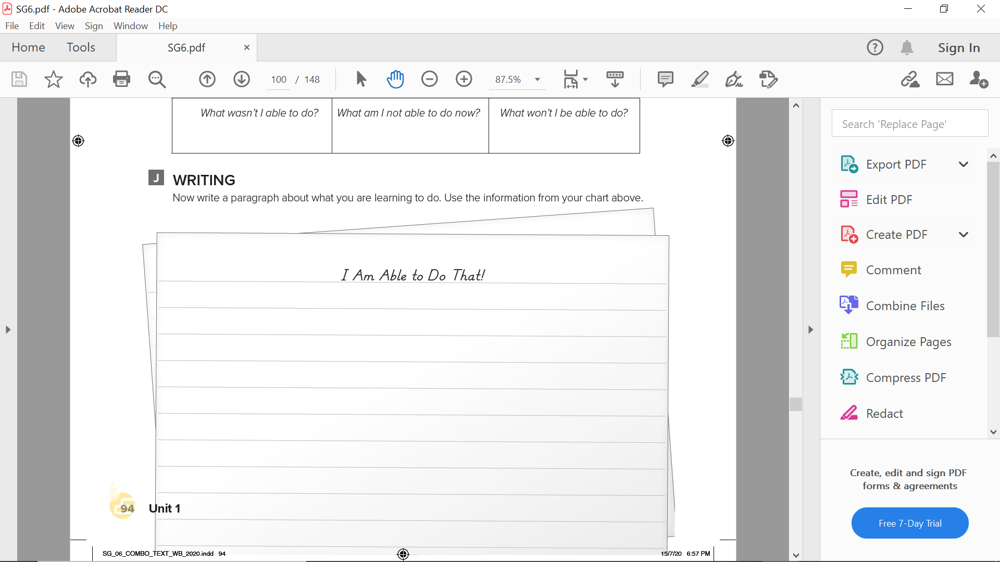 SG6.pdf - Adobe Acrobat Reader DC
File Edit View Sign Window Help
Home Tools SG6.pdf × Sign In
100 / 148 87.5%
What wasn't I able to do? What am I not able to do now? What won't I be able to do?
J WRITING
Now write a paragraph about what you are learning to do. Use the information from your chart above.
I Am Able to Do That!
94 Unit 1
SG_06_COMBO_TEXT_WB_2020.indd 94 15/7/20 6:57 PM
Search 'Replace Page'
Export PDF
Edit PDF
Create PDF
Comment
Combine Files
Organize Pages
Compress PDF
Redact
Create, edit and sign PDF
forms & agreements
Free 7-Day Trial